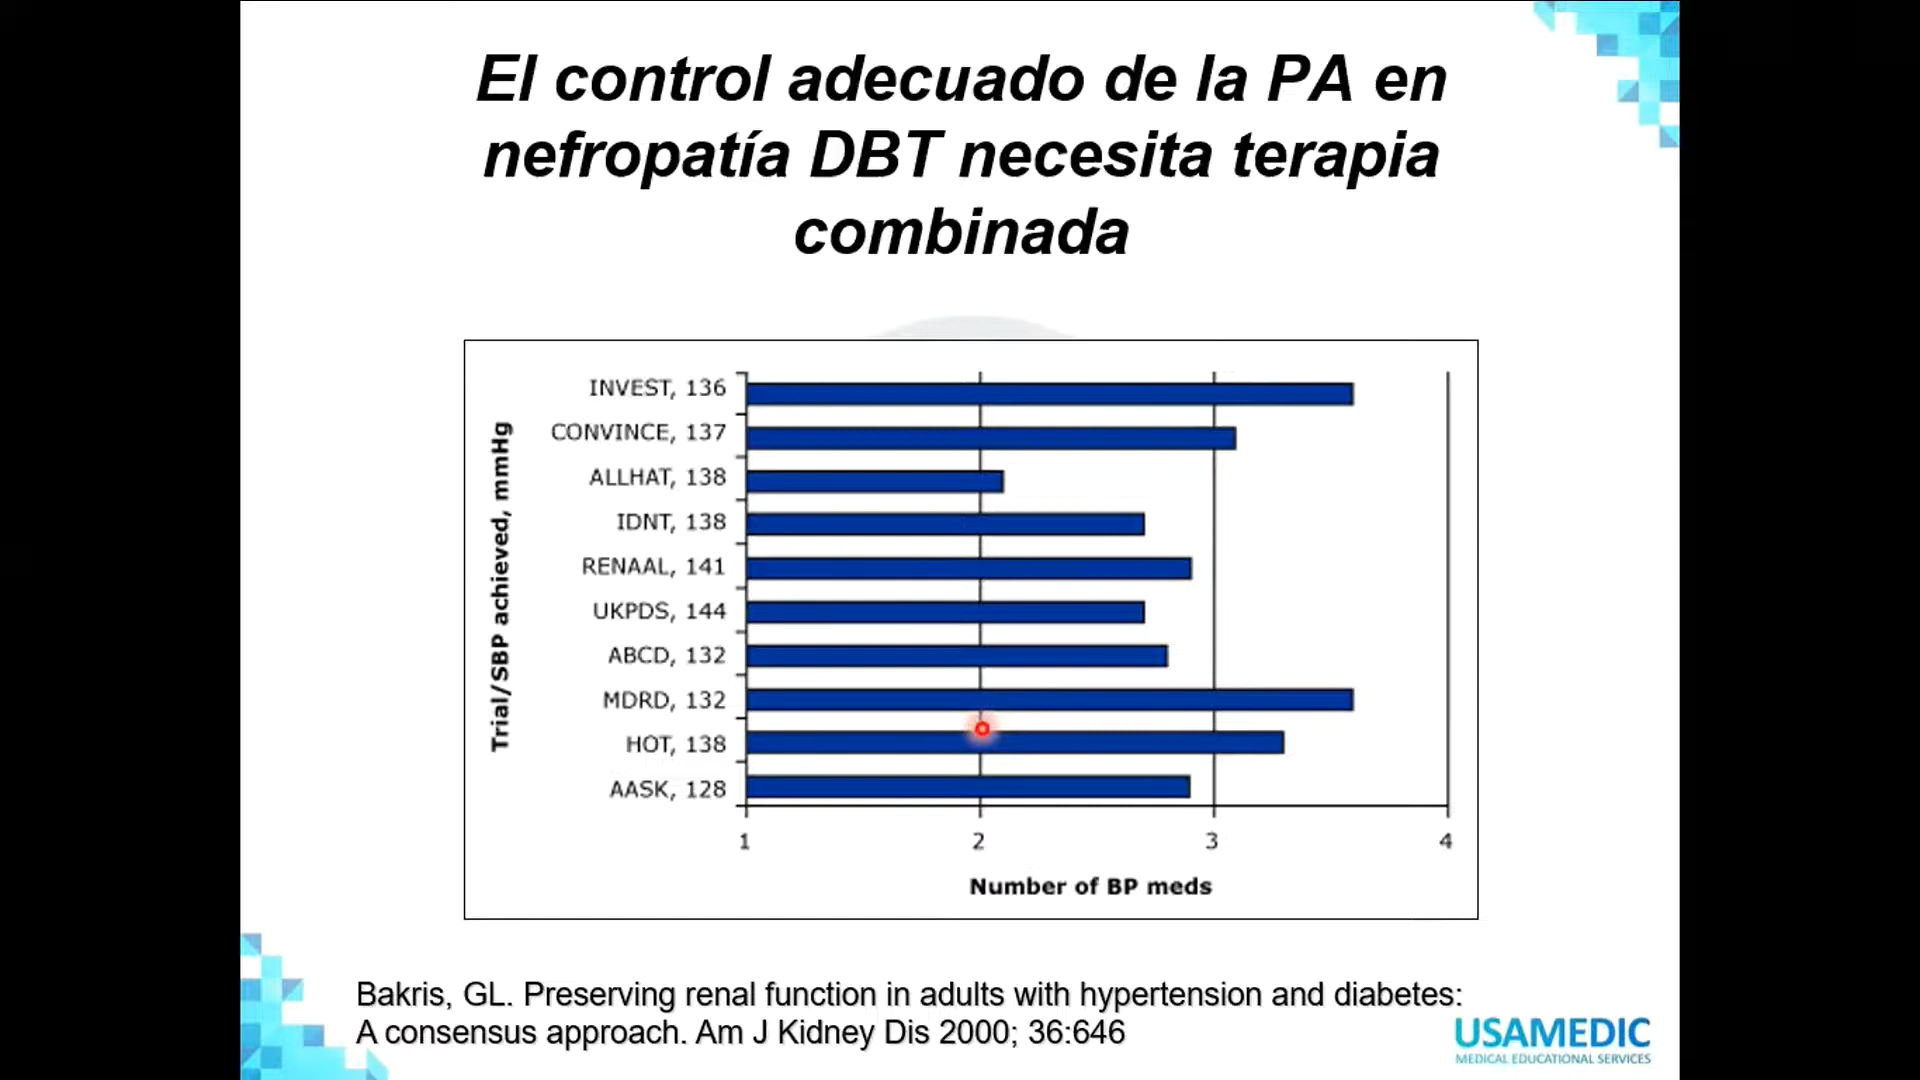 El control adecuado de la PA en
nefropatía DBT necesita terapia
combinada
Trial/SBP achieved, mmHg
INVEST, 136
CONVINCE, 137
ALLHAT, 138
IDNT, 138
RENAAL, 141
UKPDS, 144
ABCD, 132
MDRD, 132
HOT, 138
AASK, 128
1 2 3 4
Number of BP meds
Bakris, GL. Preserving renal function in adults with hypertension and diabetes:
A consensus approach. Am J Kidney Dis 2000; 36:646
USAMEDIC
MEDICAL EDUCATIONAL SERVICES